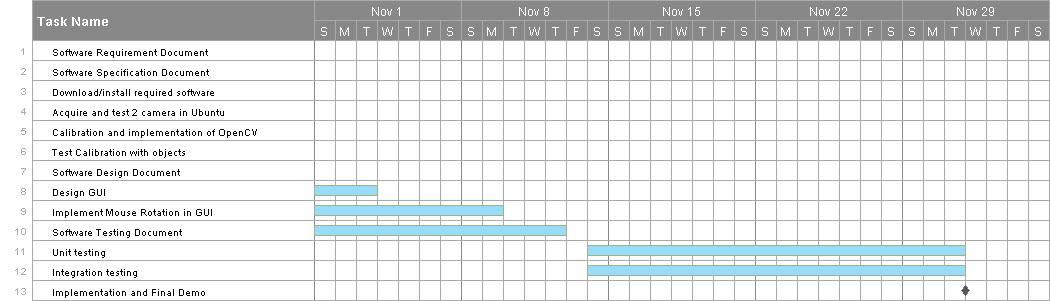 Task Name
Nov 1 Nov 8 Nov 15 Nov 22 Nov 29
S M T W T F S S M T W T F S S M T W T F S S M T W T F S S M T W T F S
1 Software Requirement Document
2 Software Specification Document
3 Download/install required software
4 Acquire and test 2 camera in Ubuntu
5 Calibration and implementation of OpenCV
6 Test Calibration with objects
7 Software Design Document
8 Design GUI
9 Implement Mouse Rotation in GUI
10 Software Testing Document
11 Unit testing
12 Integration testing
13 Implementation and Final Demo